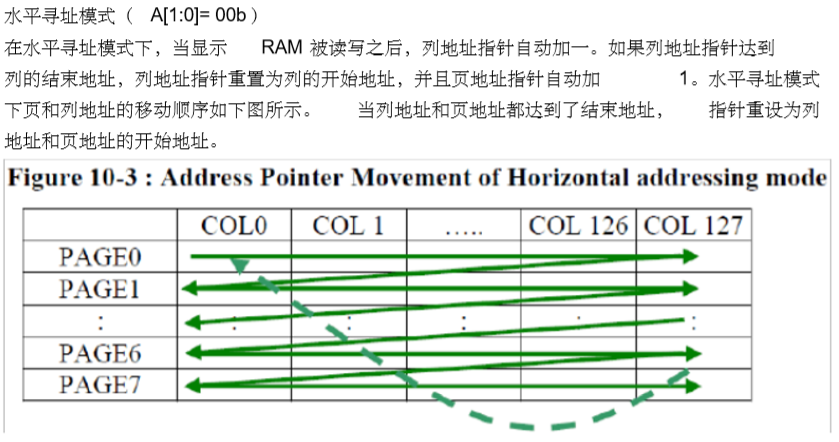 水平寻址模式（ A[1:0]= 00b）
在水平寻址模式下，当显示 RAM 被读写之后，列地址指针自动加一。如果列地址指针达到
列的结束地址，列地址指针重置为列的开始地址，并且页地址指针自动加 1。水平寻址模式
下页和列地址的移动顺序如下图所示。 当列地址和页地址都达到了结束地址， 指针重设为列
地址和页地址的开始地址。
Figure 10-3 : Address Pointer Movement of Horizontal addressing mode
COL0 COL 1 ..... COL 126 COL 127
PAGE0
PAGE1
: : : : : :
PAGE6
PAGE7